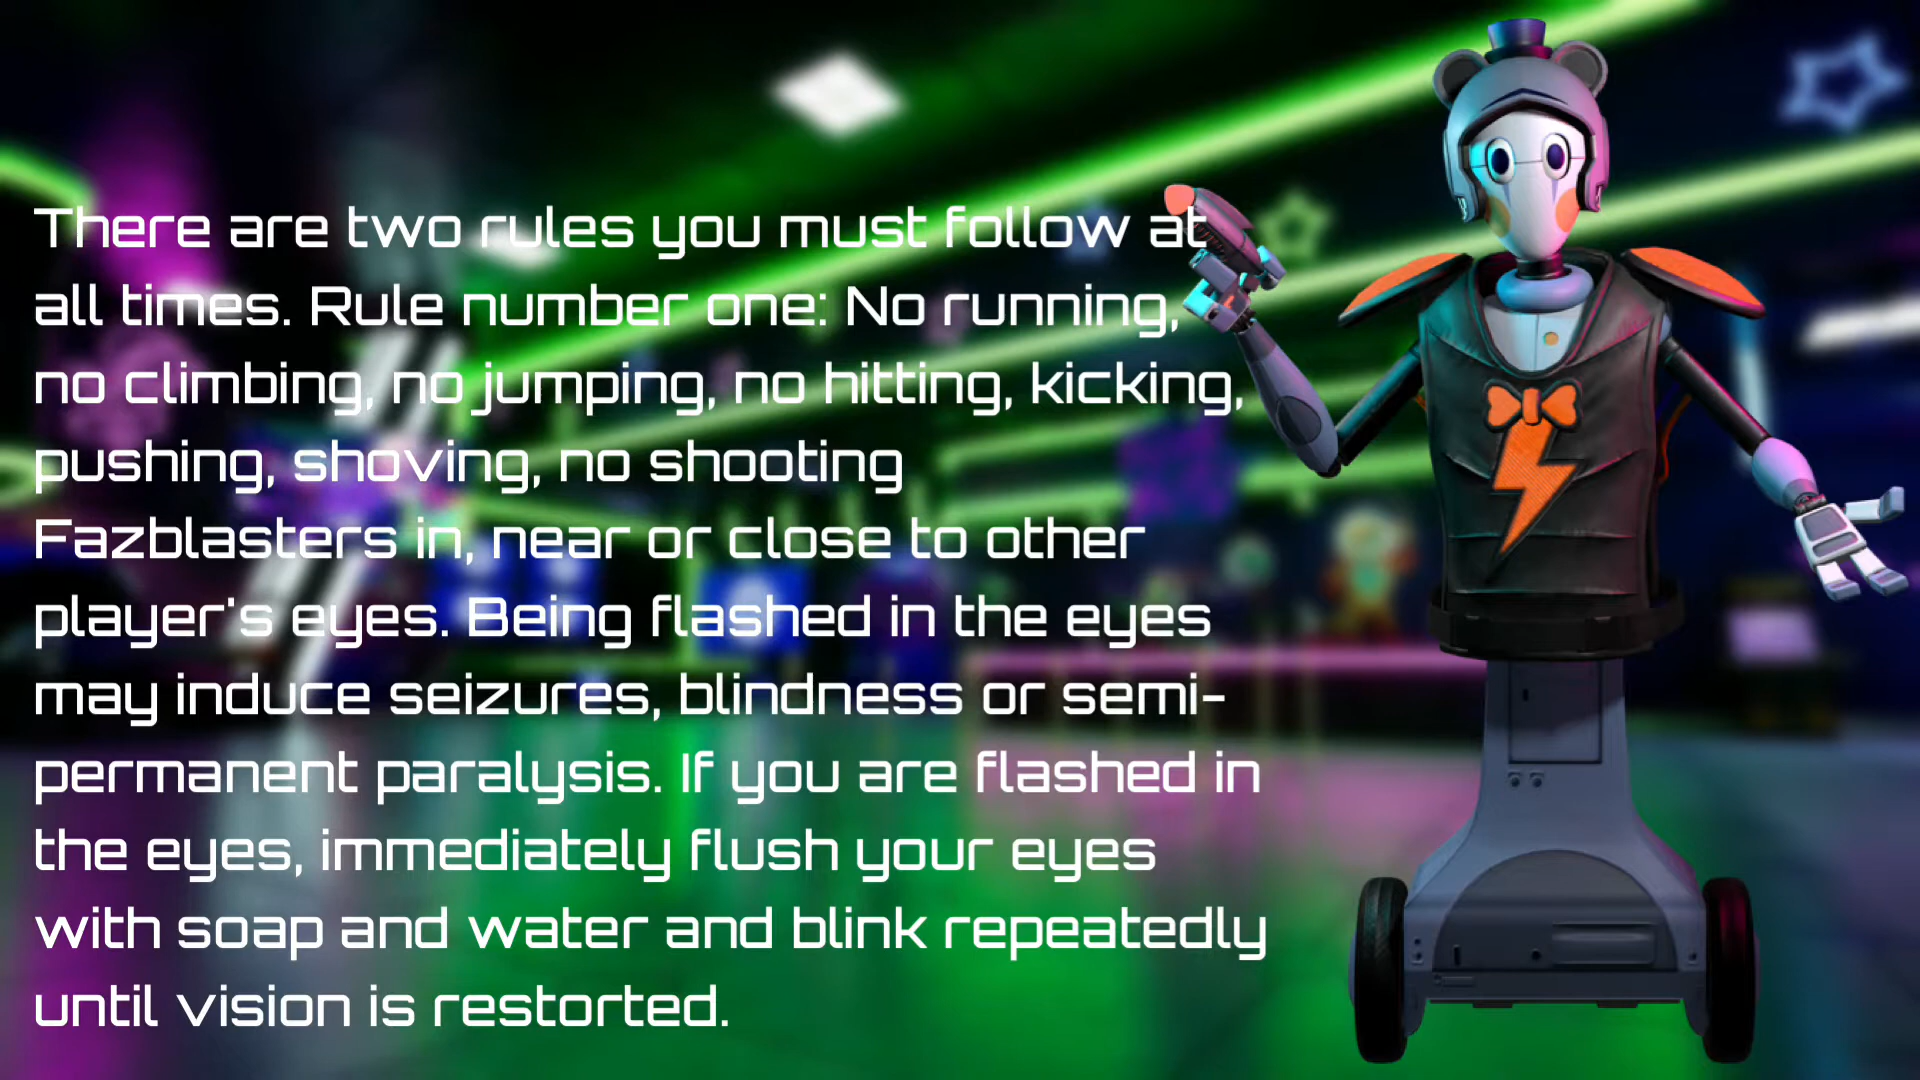 There are two rules you must follow at
all times. Rule number one: No running,
no climbing, no jumping, no hitting, kicking,
pushing, shoving, no shooting
Fazblasters in, near or close to other
player's eyes. Being flashed in the eyes
may induce seizures, blindness or semi-
permanent paralysis. If you are flashed in
the eyes, immediately flush your eyes
with soap and water and blink repeatedly
until vision is restorted.